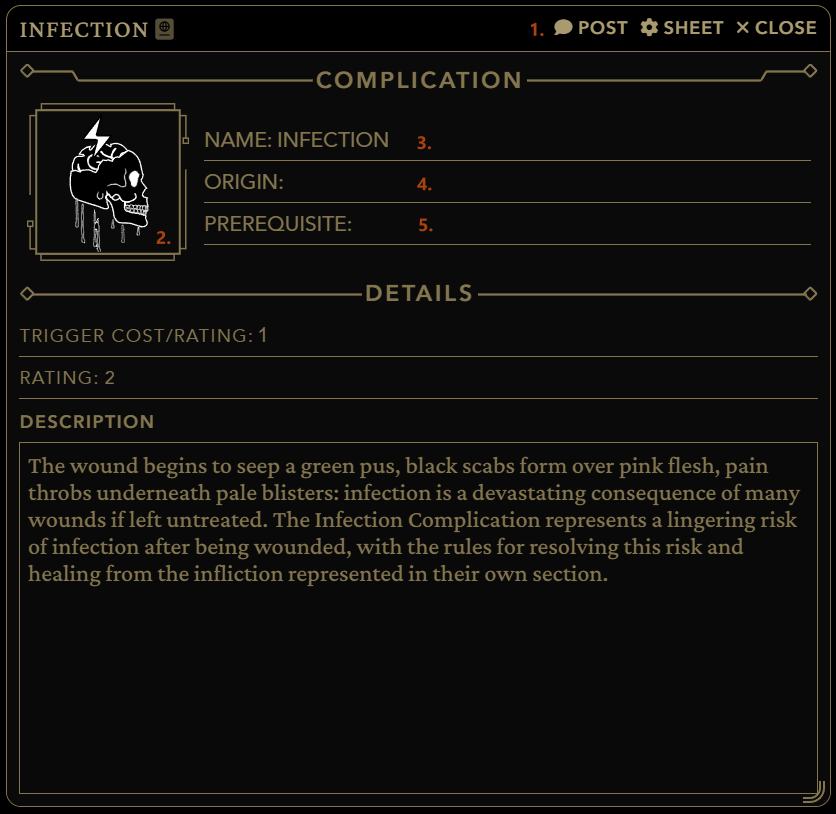 INFECTION
1. POST SHEET × CLOSE
COMPLICATION
NAME: INFECTION 3.
ORIGIN: 4.
PREREQUISITE: 5.
2.
DETAILS
TRIGGER COST/RATING: 1
RATING: 2
DESCRIPTION
The wound begins to seep a green pus, black scabs form over pink flesh, pain
throbs underneath pale blisters: infection is a devastating consequence of many
wounds if left untreated. The Infection Complication represents a lingering risk
of infection after being wounded, with the rules for resolving this risk and
healing from the infliction represented in their own section.